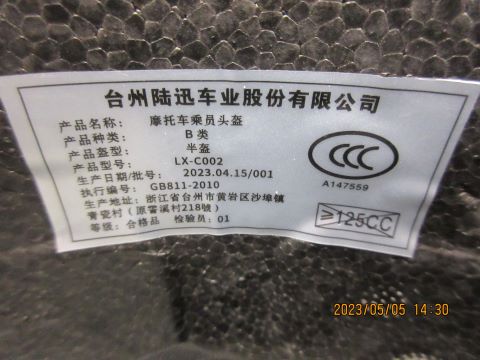 台州陆迅车业股份有限公司
产品名称: 摩托车乘员头盔
产品种类: B 类
产品盔型: 半盔
产品型号: LX-C002
生产日期/批号: 2023.04.15/001
执行编号: GB811-2010
生产地址: 浙江省台州市黄岩区沙埠镇
青瓷村（原霅溪村218號）
等级: 合格品 检验员: 01
CCC
A147559
≥125CC
2023/05/05 14:30